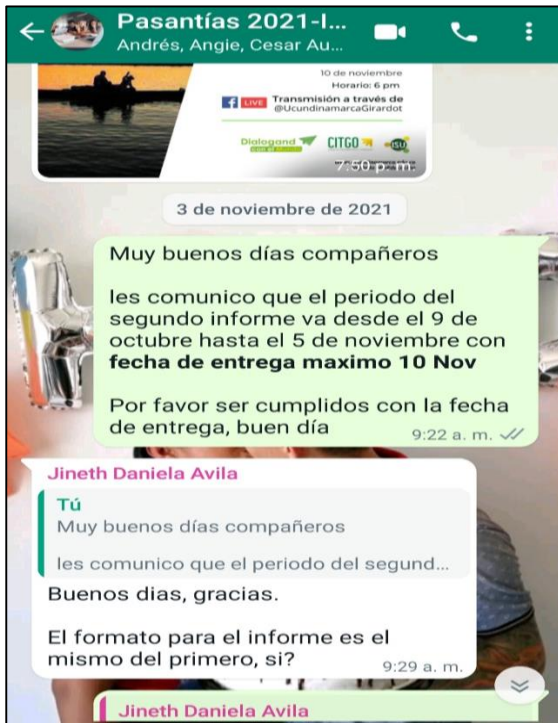 Pasantías 2021-I...
Andrés, Angie, Cesar Au...
10 de noviembre
Horario: 6 pm
LIVE Transmisión a través de
@UcundinamarcaGirardot
Dialogand
CITGO
ISU
7:50 p. m.
3 de noviembre de 2021
Muy buenos días compañeros
les comunico que el periodo del
segundo informe va desde el 9 de
octubre hasta el 5 de noviembre con
fecha de entrega maximo 10 Nov
Por favor ser cumplidos con la fecha
de entrega, buen día
9:22 a. m.
Jineth Daniela Avila
Tú
Muy buenos días compañeros
les comunico que el periodo del segund...
Buenos dias, gracias.
El formato para el informe es el
mismo del primero, si?
9:29 a. m.
Jineth Daniela Avila